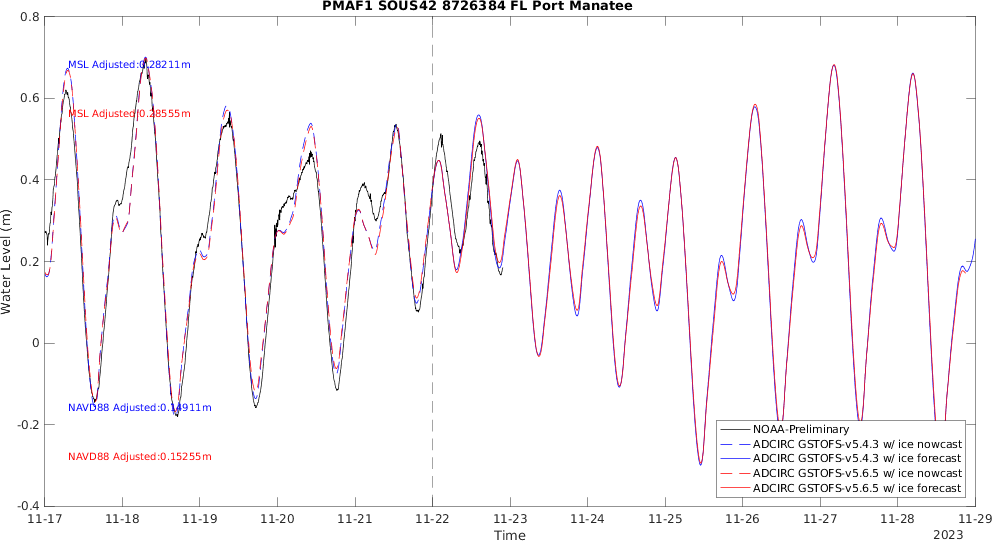 PMAF1 SOUS42 8726384 FL Port Manatee
0.8
0.6
0.4
0.2
0
-0.2
-0.4
Water Level (m)
MSL Adjusted:0.28211m
MSL Adjusted:0.28555m
NAVD88 Adjusted:0.14911m
NAVD88 Adjusted:0.15255m
NOAA-Preliminary
ADCIRC GSTOFS-v5.4.3 w/ ice nowcast
ADCIRC GSTOFS-v5.4.3 w/ ice forecast
ADCIRC GSTOFS-v5.6.5 w/ ice nowcast
ADCIRC GSTOFS-v5.6.5 w/ ice forecast
11-17 11-18 11-19 11-20 11-21 11-22 11-23 11-24 11-25 11-26 11-27 11-28 11-29
Time
2023